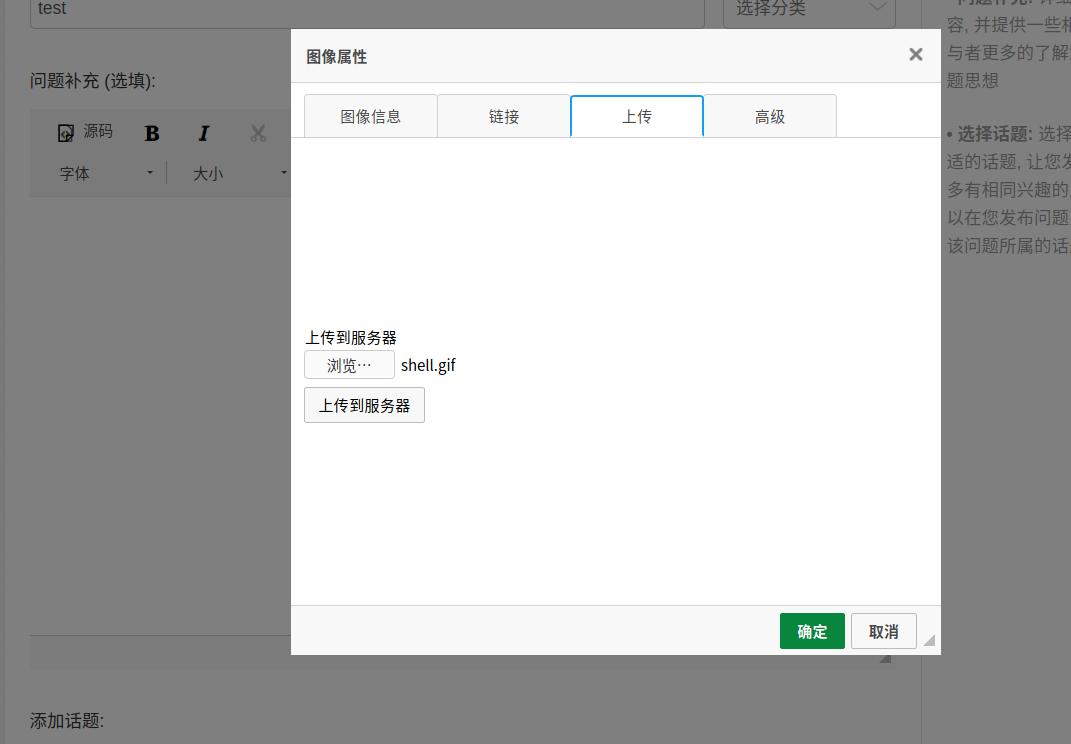 test
选择分类
问题补充 (选填):
源码
B
I
字体
大小
图像属性
图像信息
链接
上传
高级
上传到服务器
浏览… shell.gif
上传到服务器
确定
取消
添加话题:
容, 并提供一些
与者更多的了解
题思想
• 选择话题: 选择
适的话题, 让您
多有相同兴趣的
以在您发布问题
该问题所属的话